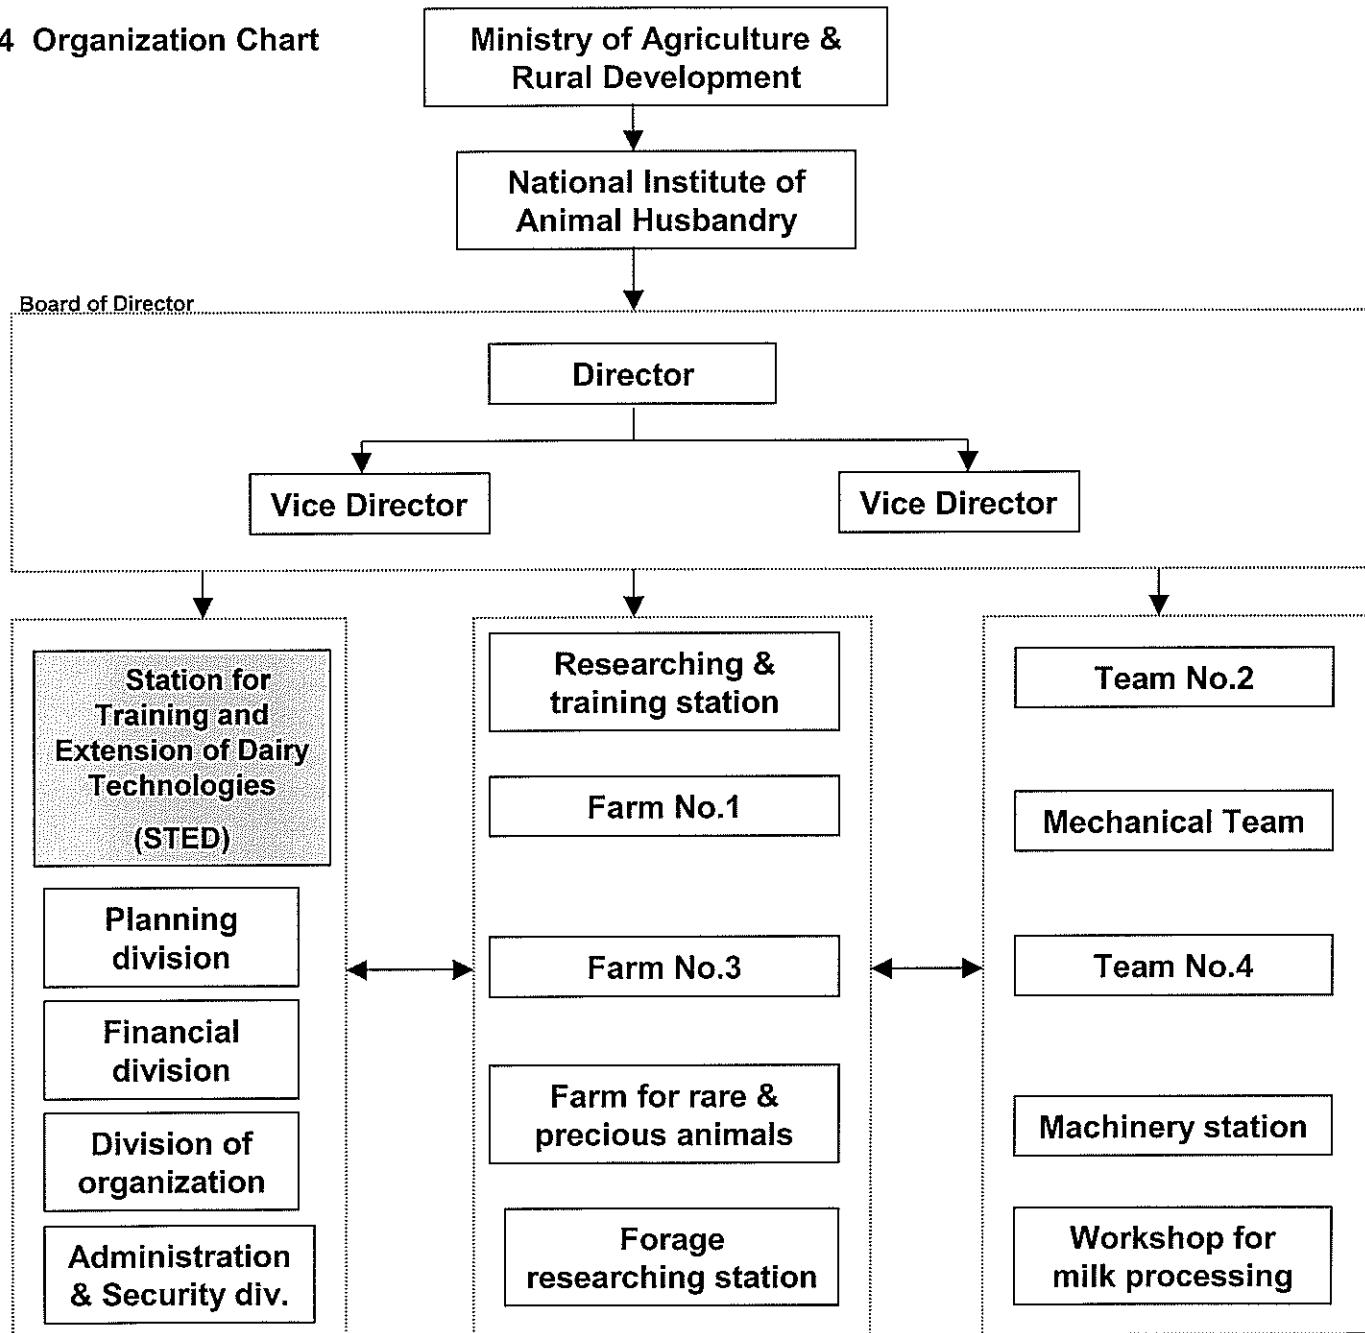 4 Organization Chart
Ministry of Agriculture &
Rural Development
National Institute of
Animal Husbandry
Board of Director
Director
Vice Director
Vice Director
Station for
Training and
Extension of Dairy
Technologies
(STED)
Planning
division
Financial
division
Division of
organization
Administration
& Security div.
Researching &
training station
Farm No.1
Farm No.3
Farm for rare &
precious animals
Forage
researching station
Team No.2
Mechanical Team
Team No.4
Machinery station
Workshop for
milk processing